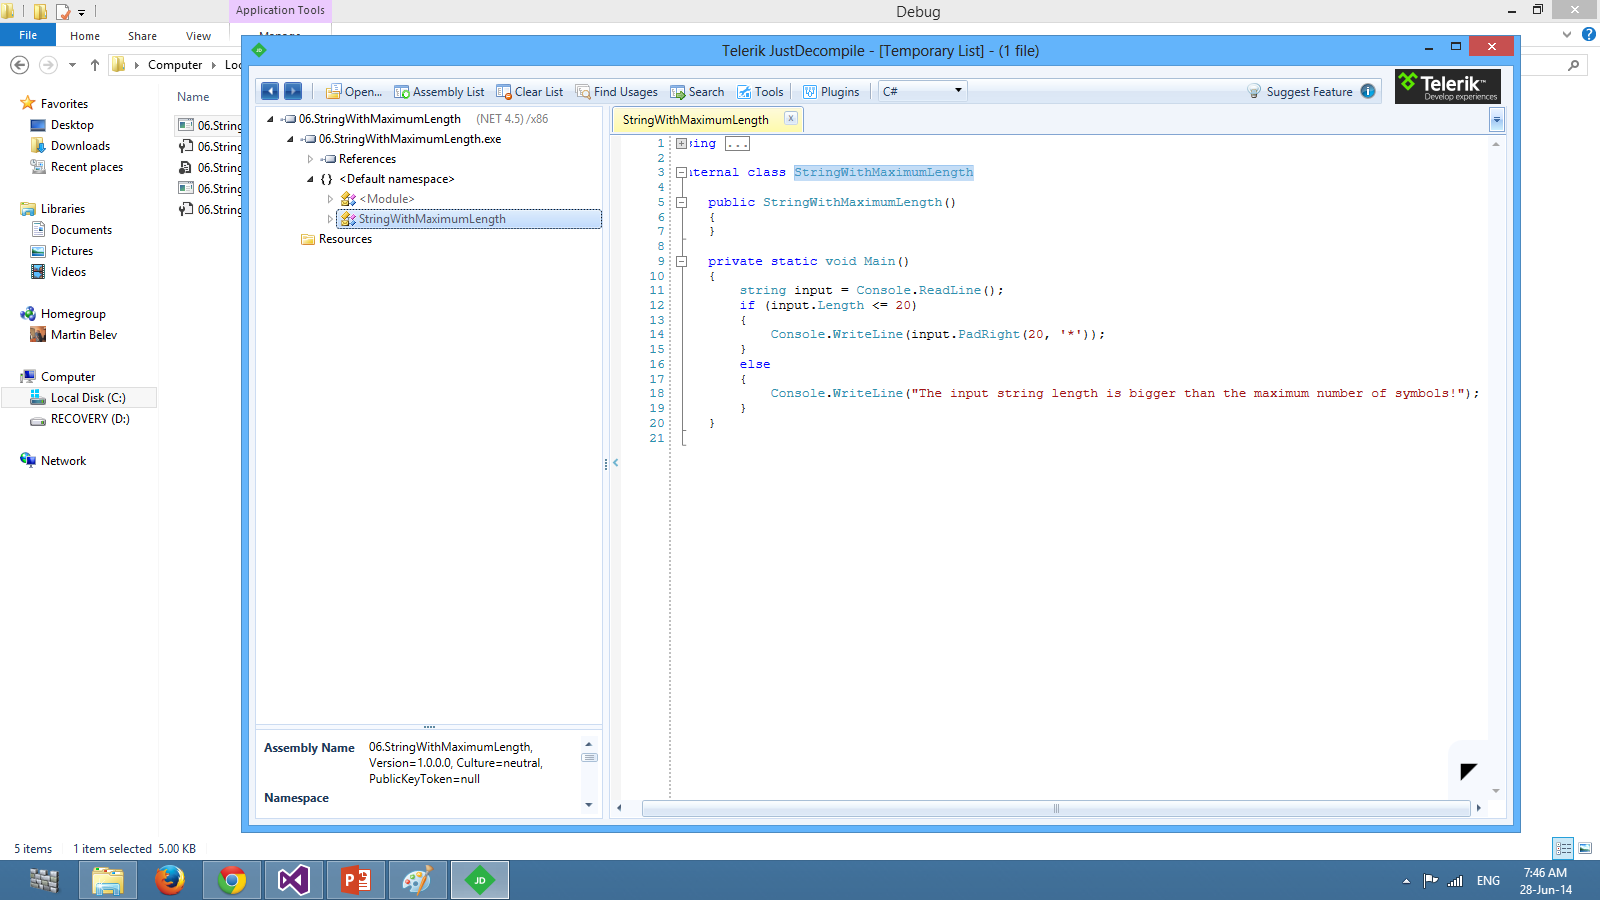 Application Tools
Debug
File
Home
Share
View
Manage
Computer
Loc
Name
Favorites
Desktop
Downloads
Recent places
Libraries
Documents
Pictures
Videos
Homegroup
Martin Belev
Computer
Local Disk (C:)
RECOVERY (D:)
Network
06.String
06.String
06.String
06.String
06.String
JD
Telerik JustDecompile - [Temporary List] - (1 file)
Open...
Assembly List
Clear List
Find Usages
Search
Tools
Plugins
C#
Suggest Feature
Telerik™
Develop experiences
06.StringWithMaximumLength (NET 4.5) /x86
06.StringWithMaximumLength.exe
References
{} <Default namespace>
<Module>
StringWithMaximumLength
Resources
StringWithMaximumLength
1 sing ...
2
3 internal class StringWithMaximumLength
4
5 public StringWithMaximumLength()
6 {
7 }
8
9 private static void Main()
10 {
11 string input = Console.ReadLine();
12 if (input.Length <= 20)
13 {
14 Console.WriteLine(input.PadRight(20, '*'));
15 }
16 else
17 {
18 Console.WriteLine("The input string length is bigger than the maximum number of symbols!");
19 }
20 }
21
Assembly Name 06.StringWithMaximumLength,
Version=1.0.0.0, Culture=neutral,
PublicKeyToken=null
Namespace
5 items 1 item selected 5.00 KB
JD
ENG
7:46 AM
28-Jun-14